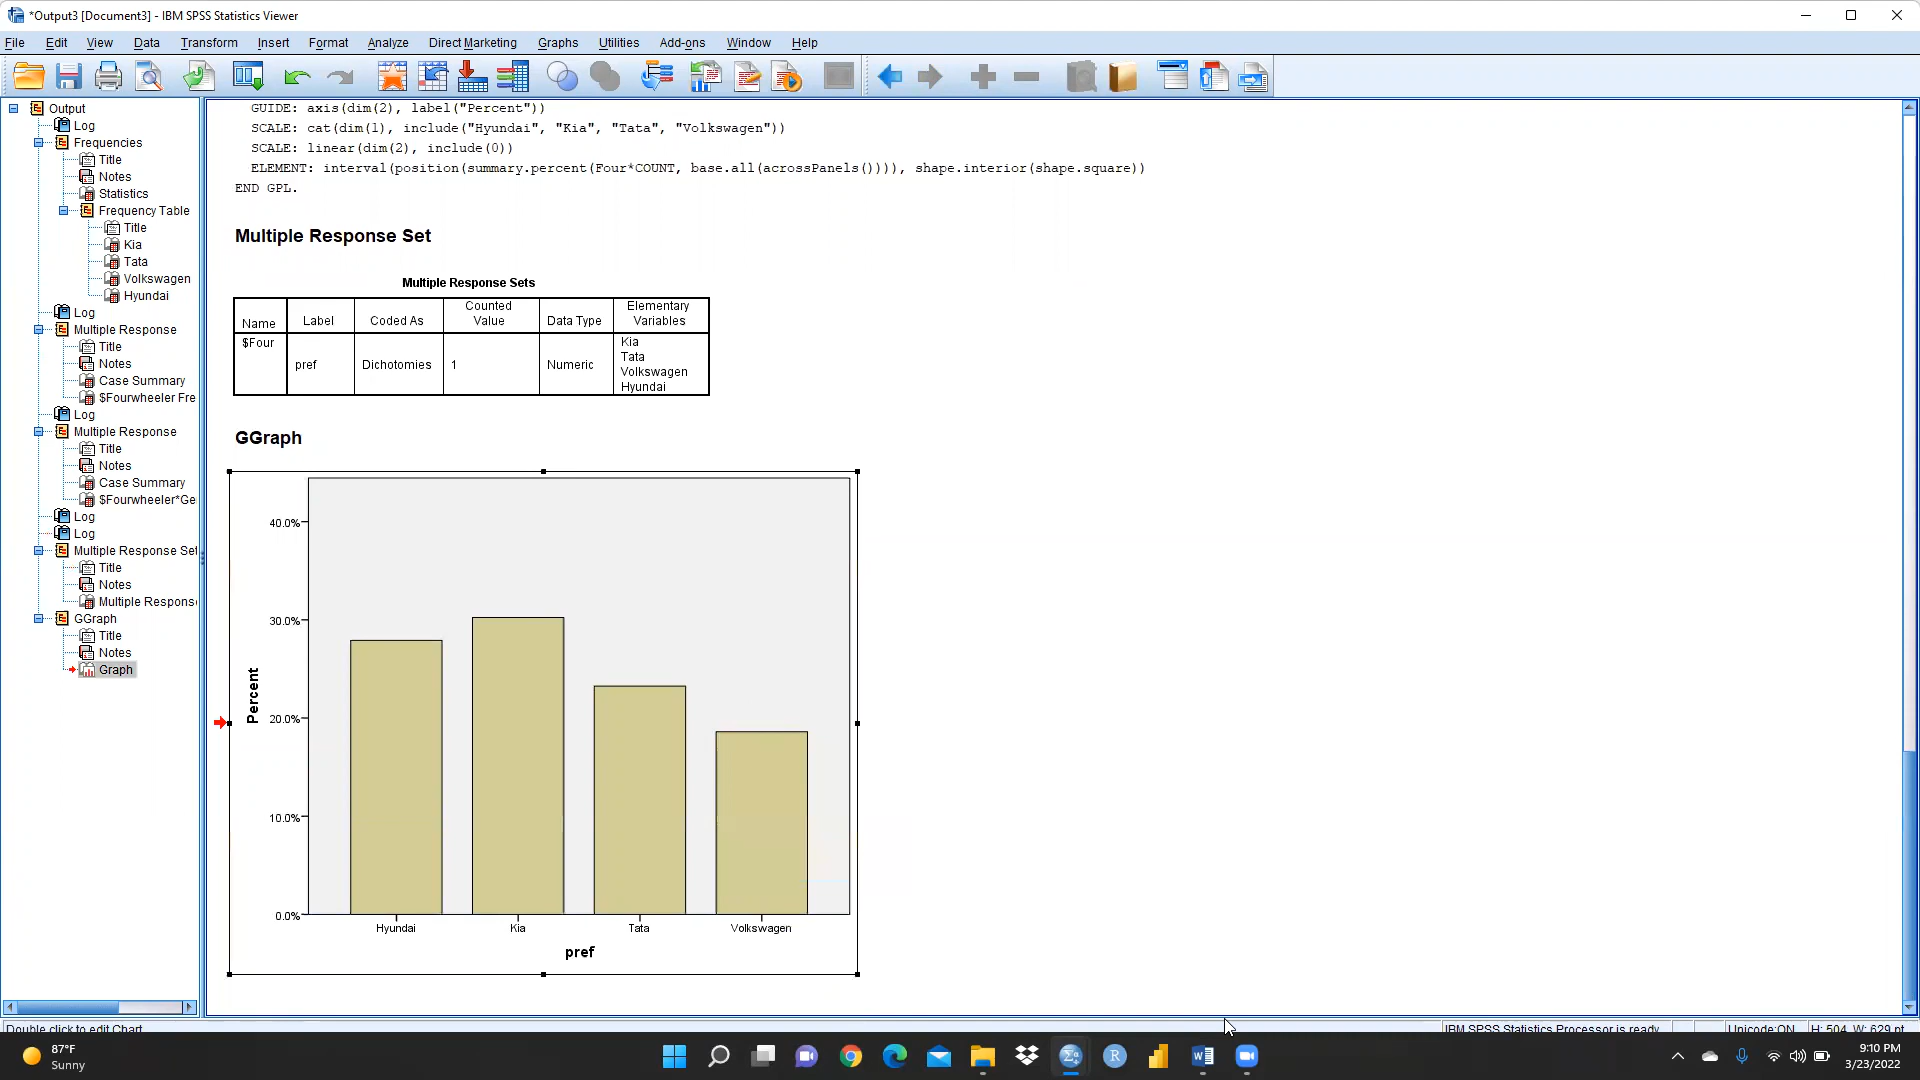 *Output3 [Document3] - IBM SPSS Statistics Viewer
File Edit View Data Transform Insert Format Analyze Direct Marketing Graphs Utilities Add-ons Window Help
Output
Log
Frequencies
Title
Notes
Statistics
Frequency Table
Title
Kia
Tata
Volkswagen
Hyundai
Log
Multiple Response
Title
Notes
Case Summary
$Fourwheeler Fre
Log
Multiple Response
Title
Notes
Case Summary
$Fourwheeler*Ge
Log
Log
Multiple Response Set
Title
Notes
Multiple Response
GGraph
Title
Notes
Graph
GUIDE: axis(dim(2), label("Percent"))
SCALE: cat(dim(1), include("Hyundai", "Kia", "Tata", "Volkswagen"))
SCALE: linear(dim(2), include(0))
ELEMENT: interval(position(summary.percent(Four*COUNT, base.all(acrossPanels()))), shape.interior(shape.square))
END GPL.
Multiple Response Set
Multiple Response Sets
Name Label Coded As Counted Value Data Type Elementary Variables
$Four pref Dichotomies 1 Numeric Kia
Tata
Volkswagen
Hyundai
GGraph
Percent
40.0%
30.0%
20.0%
10.0%
0.0%
Hyundai Kia Tata Volkswagen
pref
Double click to edit Chart
IBM SPSS Statistics Processor is ready Unicode:ON H: 504, W: 629 pt
87°F
Sunny
9:10 PM
3/23/2022